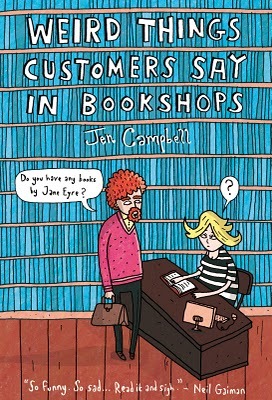 WEIRD THINGS
CUSTOMERS SAY
IN BOOKSHOPS
Jen Campbell
Do you have any books
by Jane Eyre?
?
"So funny. So sad... Read it and sigh." - Neil Gaiman